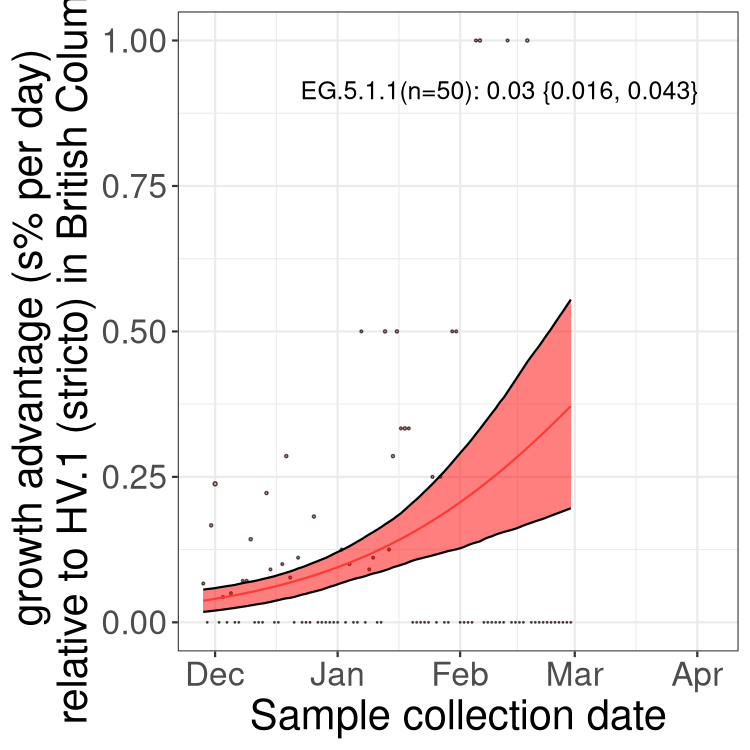 growth advantage (s% per day)
relative to HV.1 (stricto) in British Colum
1.00
0.75
0.50
0.25
0.00
EG.5.1.1(n=50): 0.03 {0.016, 0.043}
Dec Jan Feb Mar Apr
Sample collection date